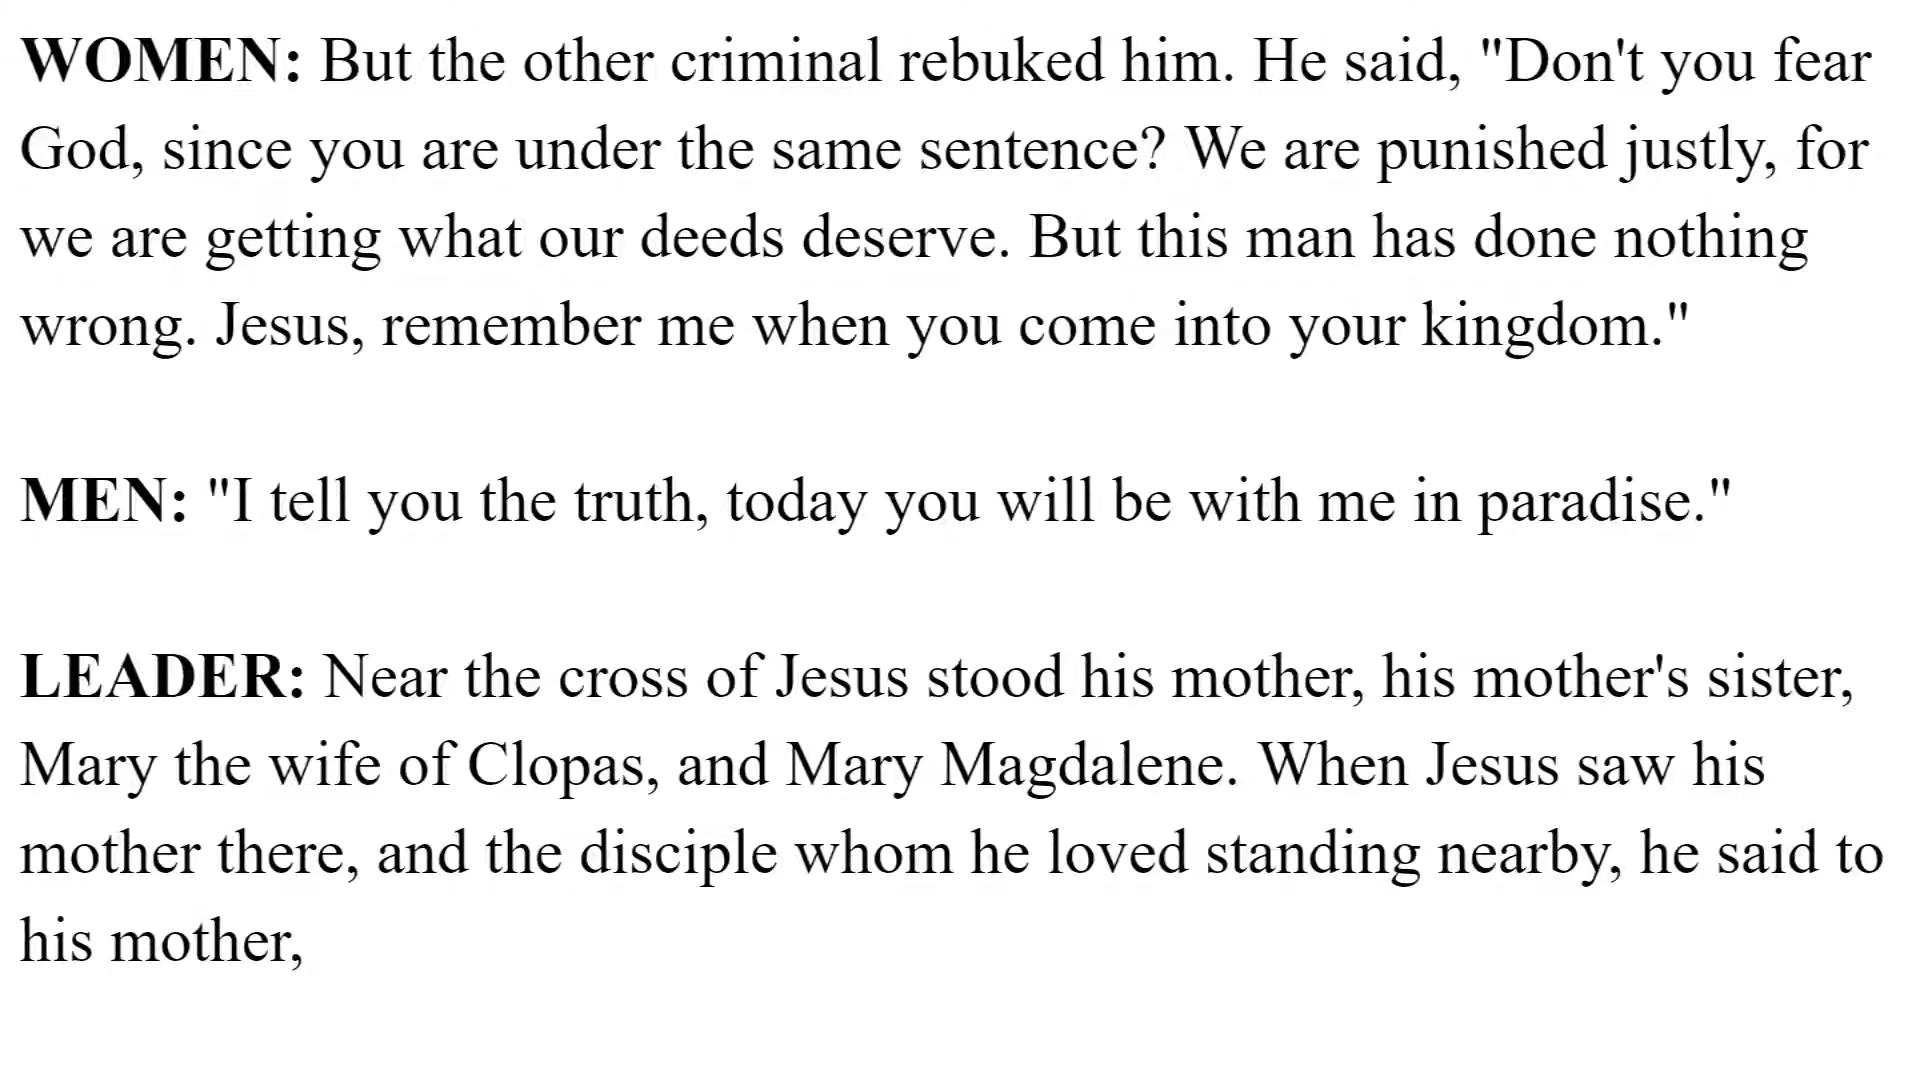 WOMEN: But the other criminal rebuked him. He said, "Don't you fear
God, since you are under the same sentence? We are punished justly, for
we are getting what our deeds deserve. But this man has done nothing
wrong. Jesus, remember me when you come into your kingdom."
MEN: "I tell you the truth, today you will be with me in paradise."
LEADER: Near the cross of Jesus stood his mother, his mother's sister,
Mary the wife of Clopas, and Mary Magdalene. When Jesus saw his
mother there, and the disciple whom he loved standing nearby, he said to
his mother,